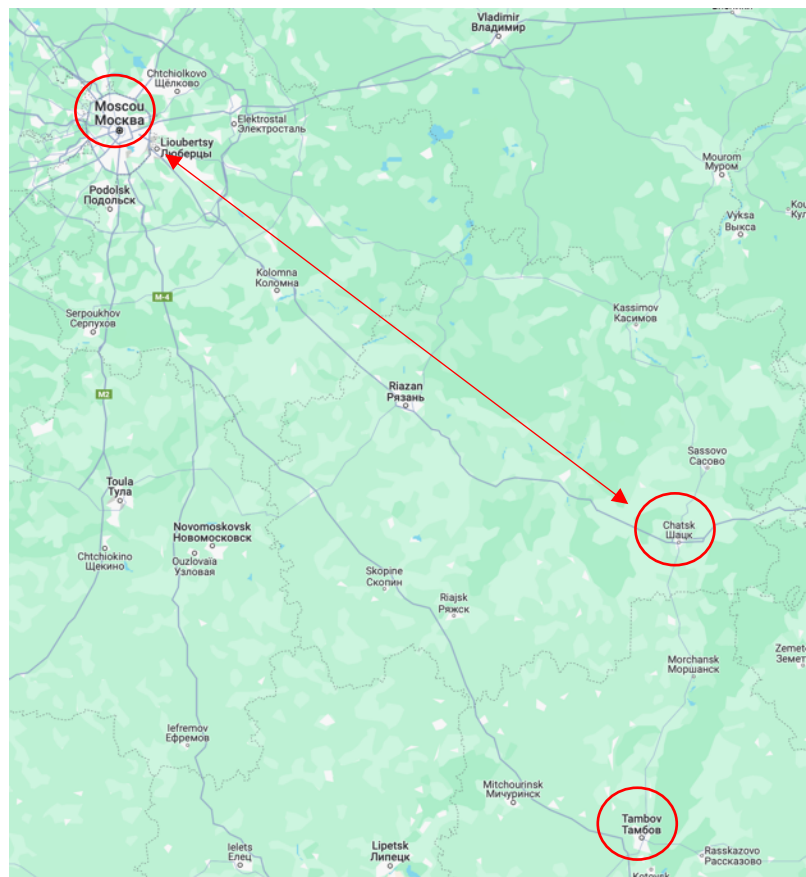 Vladimir
Владимир
Chtchiolkovo
Щёлково
Moscou
Москва
Elektrostal
Электросталь
Lioubertsy
Люберцы
Mourom
Муром
Podolsk
Подольск
Vyksa
Выкса
Kolomna
Коломна
M-4
Serpoukhov
Серпухов
Kassimov
Касимов
M2
Riazan
Рязань
Sassovo
Сасово
Toula
Тула
Chatsk
Шацк
Novomoskovsk
Новомосковск
Chtchiokino
Щекино
Ouzlovaïa
Узловая
Skopine
Скопин
Riajsk
Ряжск
Morchansk
Моршанск
Iefremov
Ефремов
Mitchourinsk
Мичуринск
Tambov
Тамбов
Ielets
Елец
Lipetsk
Липецк
Rasskazovo
Рассказово